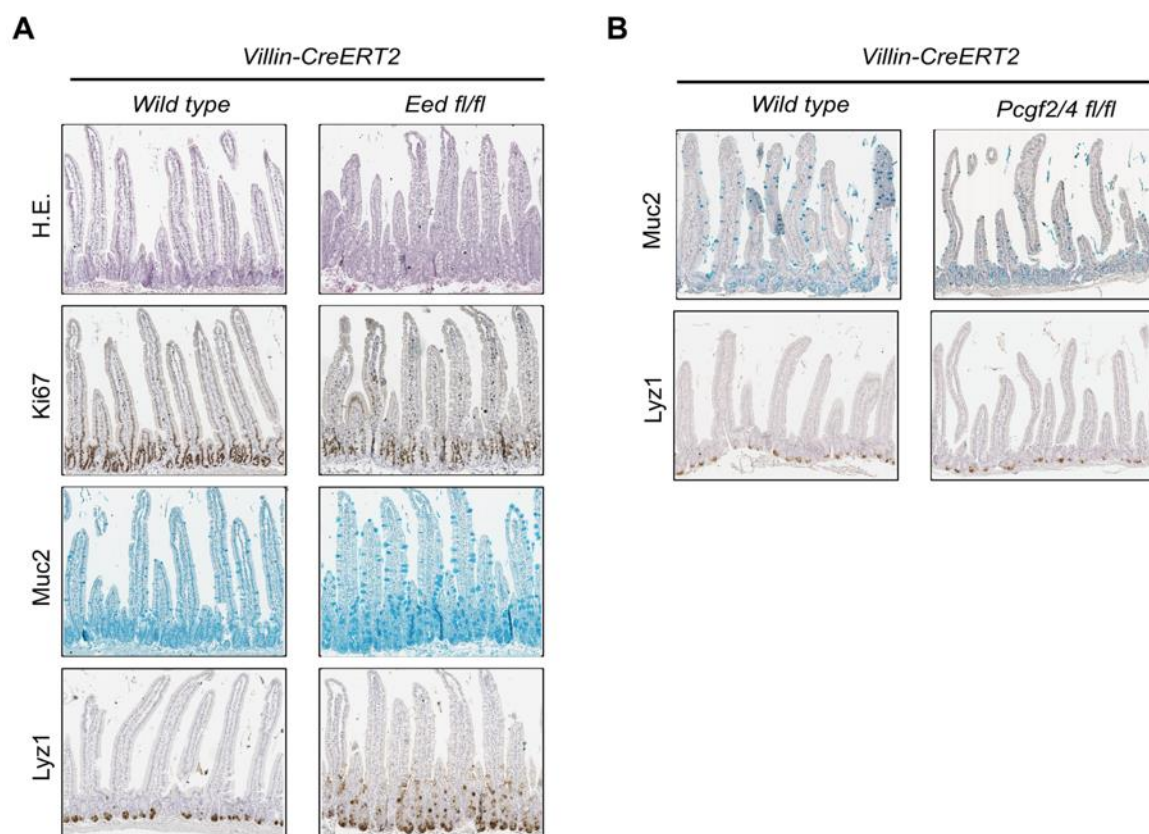 A
Villin-CreERT2
Wild type
Eed fl/fl
H.E.
Ki67
Muc2
Lyz1
B
Villin-CreERT2
Wild type
Pcgf2/4 fl/fl
Muc2
Lyz1